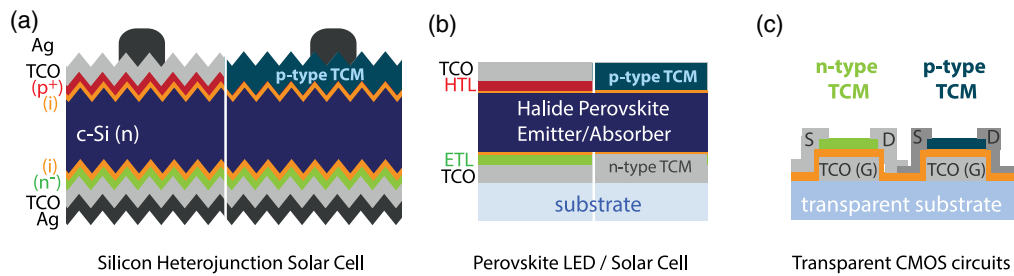 (a)
Ag
TCO
(p⁺)
(i)
p-type TCM
c-Si (n)
(i)
(n⁻)
TCO
Ag
Silicon Heterojunction Solar Cell
(b)
TCO
HTL
p-type TCM
Halide Perovskite
Emitter/Absorber
ETL
TCO
n-type TCM
substrate
Perovskite LED / Solar Cell
(c)
n-type
TCM
p-type
TCM
S
D
S
D
TCO (G)
TCO (G)
transparent substrate
Transparent CMOS circuits